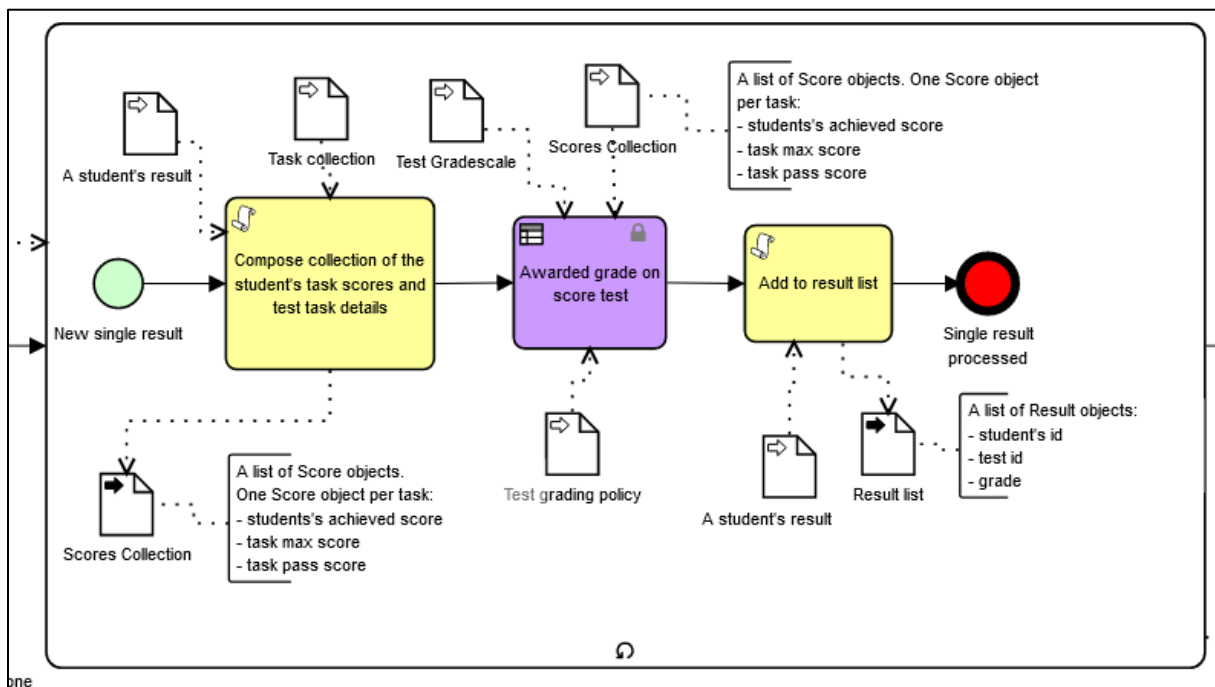 A student's result
Task collection
Test Gradescale
Scores Collection
A list of Score objects. One Score object
per task:
- students's achieved score
- task max score
- task pass score
New single result
Compose collection of the
student's task scores and
test task details
Awarded grade on
score test
Add to result list
Single result
processed
Scores Collection
A list of Score objects.
One Score object per task:
- students's achieved score
- task max score
- task pass score
Test grading policy
A student's result
Result list
A list of Result objects:
- student's id
- test id
- grade
one